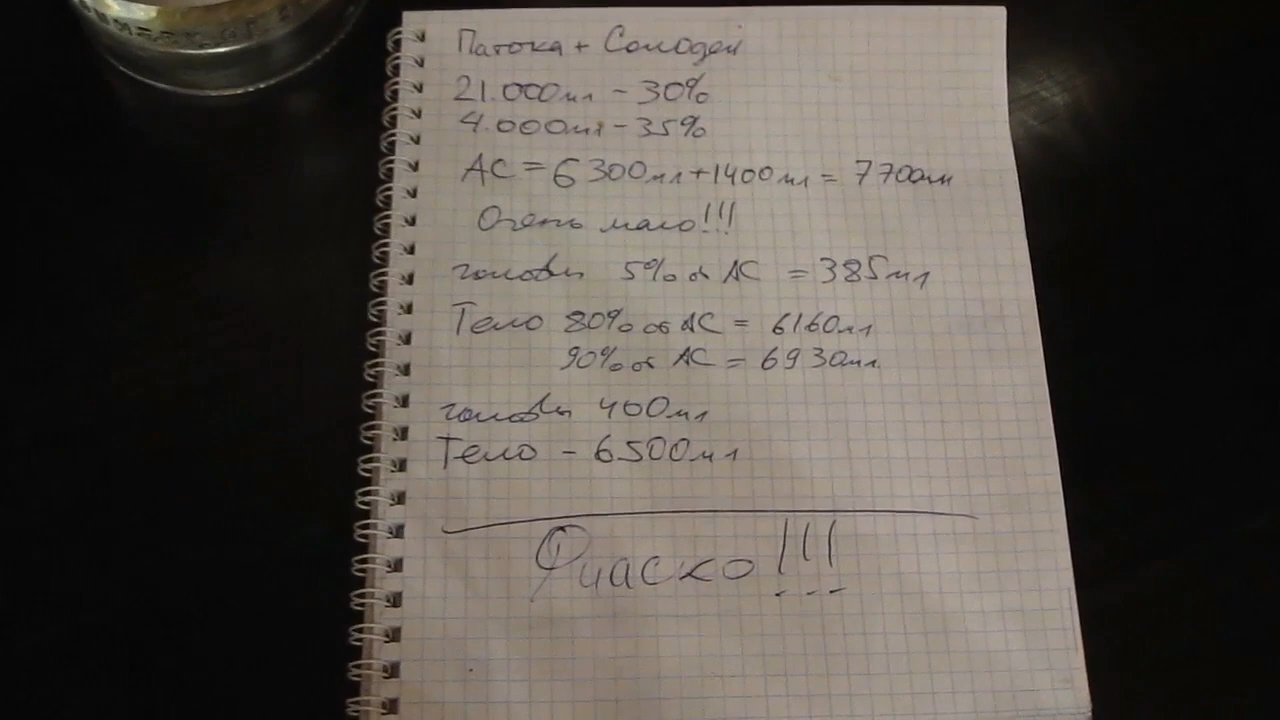 Патока + Солодай
21.000мл - 30%
4.000мл - 35%
АС = 6300мл + 1400мл = 7700мл
Очень мало!!!
головы 5% от АС = 385мл
Тело 80% от АС = 6160мл
90% от АС = 6930мл
головы 400мл
Тело - 6500мл
Фиаско!!!